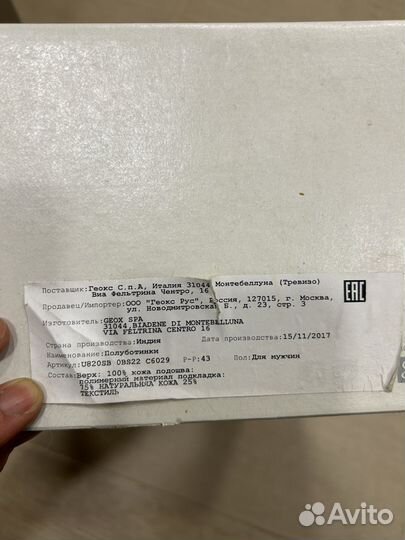 Поставщик:Геокс С.п.А, Италия 31044 Монтебеллуна (Тревизо)
Виа Фельтрина Чентро, 16
Продавец/Импортер:ООО "Геокс Рус", Россия, 127015, г. Москва,
ул. Новодмитровская Б., д. 23, стр. 3
Изготовитель:GEOX SPA
31044,BIADENE DI MONTEBELLUNA
VIA FELTRINA CENTRO 16
Страна производства:Индия Дата производства:15/11/2017
Наименование:Полуботинки
Артикул:U820SB 0BS22 C6029 Р-Р:43 Пол:Для мужчин
Состав:Верх: 100% кожа подошва:
полимерный материал подкладка:
75% НАТУРАЛЬНАЯ КОЖА 25%
ТЕКСТИЛЬ
EAC
Avito